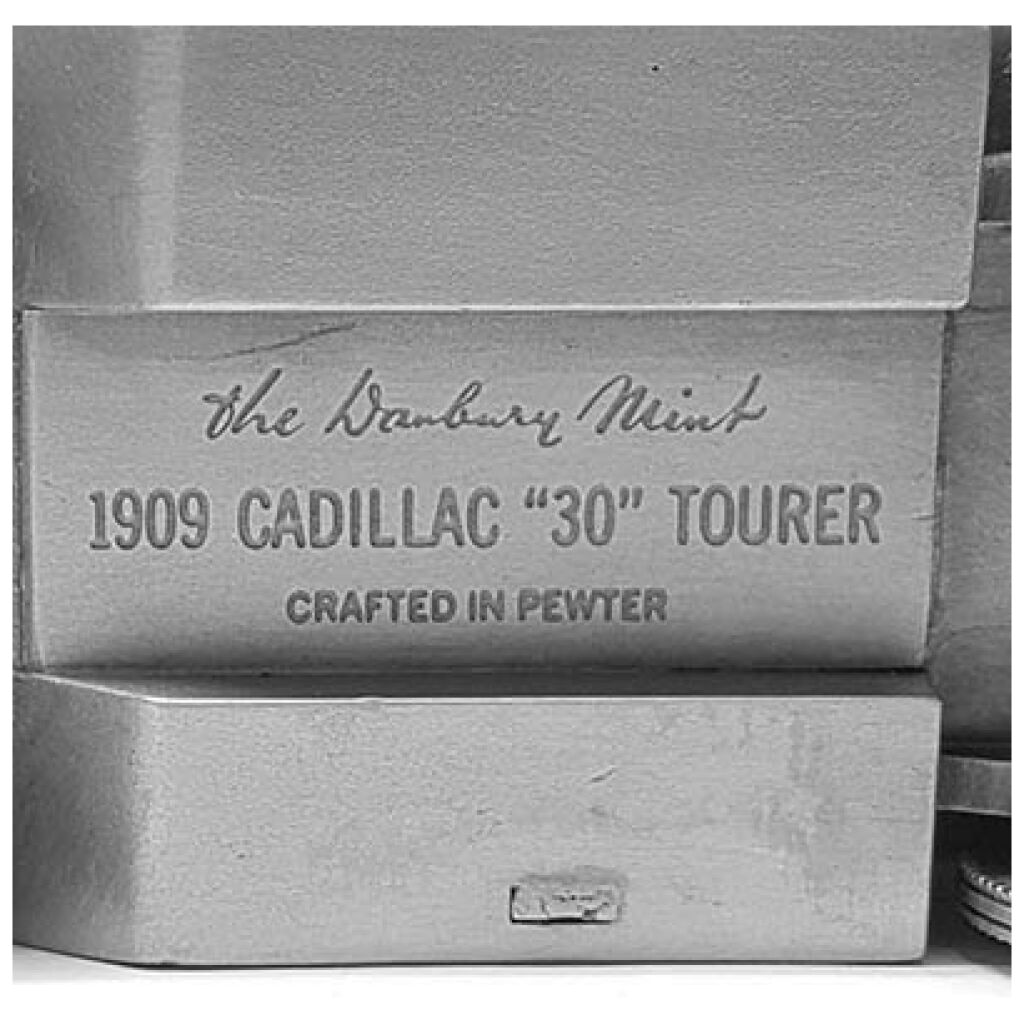 the Danbury Mint
1909 CADILLAC “30” TOURER
CRAFTED IN PEWTER